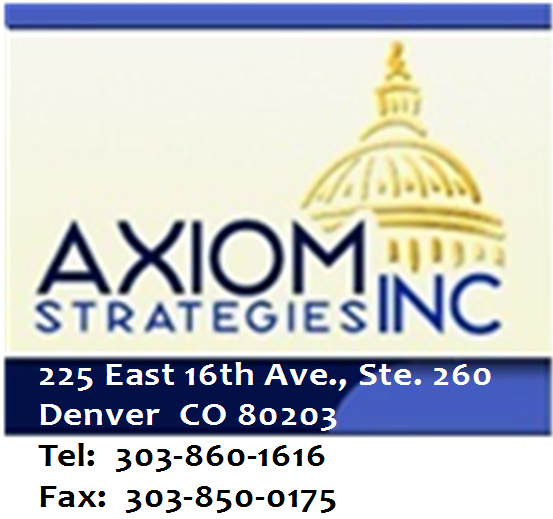 AXIOM
STRATEGIES INC
225 East 16th Ave., Ste. 260
Denver  CO 80203
Tel:  303-860-1616
Fax:  303-850-0175